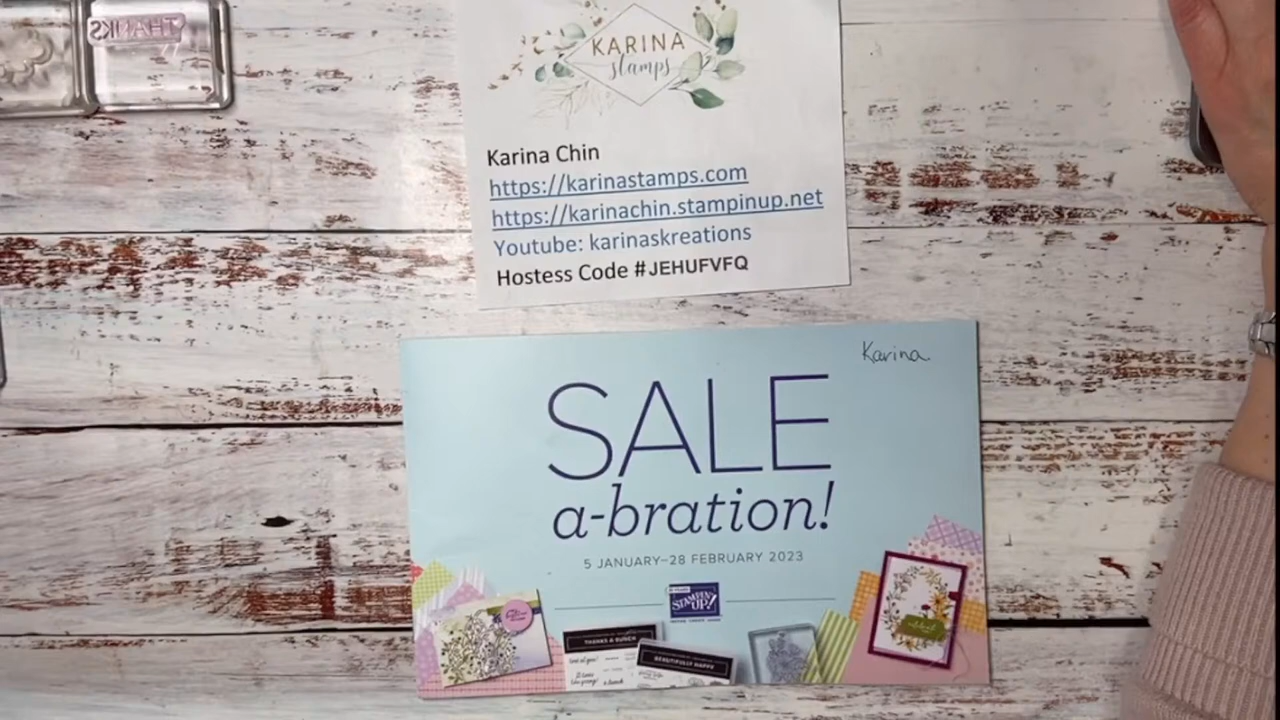 THANKS
KARINA
stamps
Karina Chin
https://karinastamps.com
https://karinachin.stampinup.net
Youtube: karinaskreations
Hostess Code #JEHUFVFQ
Karina
SALE
a-bration!
5 JANUARY–28 FEBRUARY 2023
STAMPIN' UP!
THANKS A BUNCH
BEAUTIFULLY HAPPY